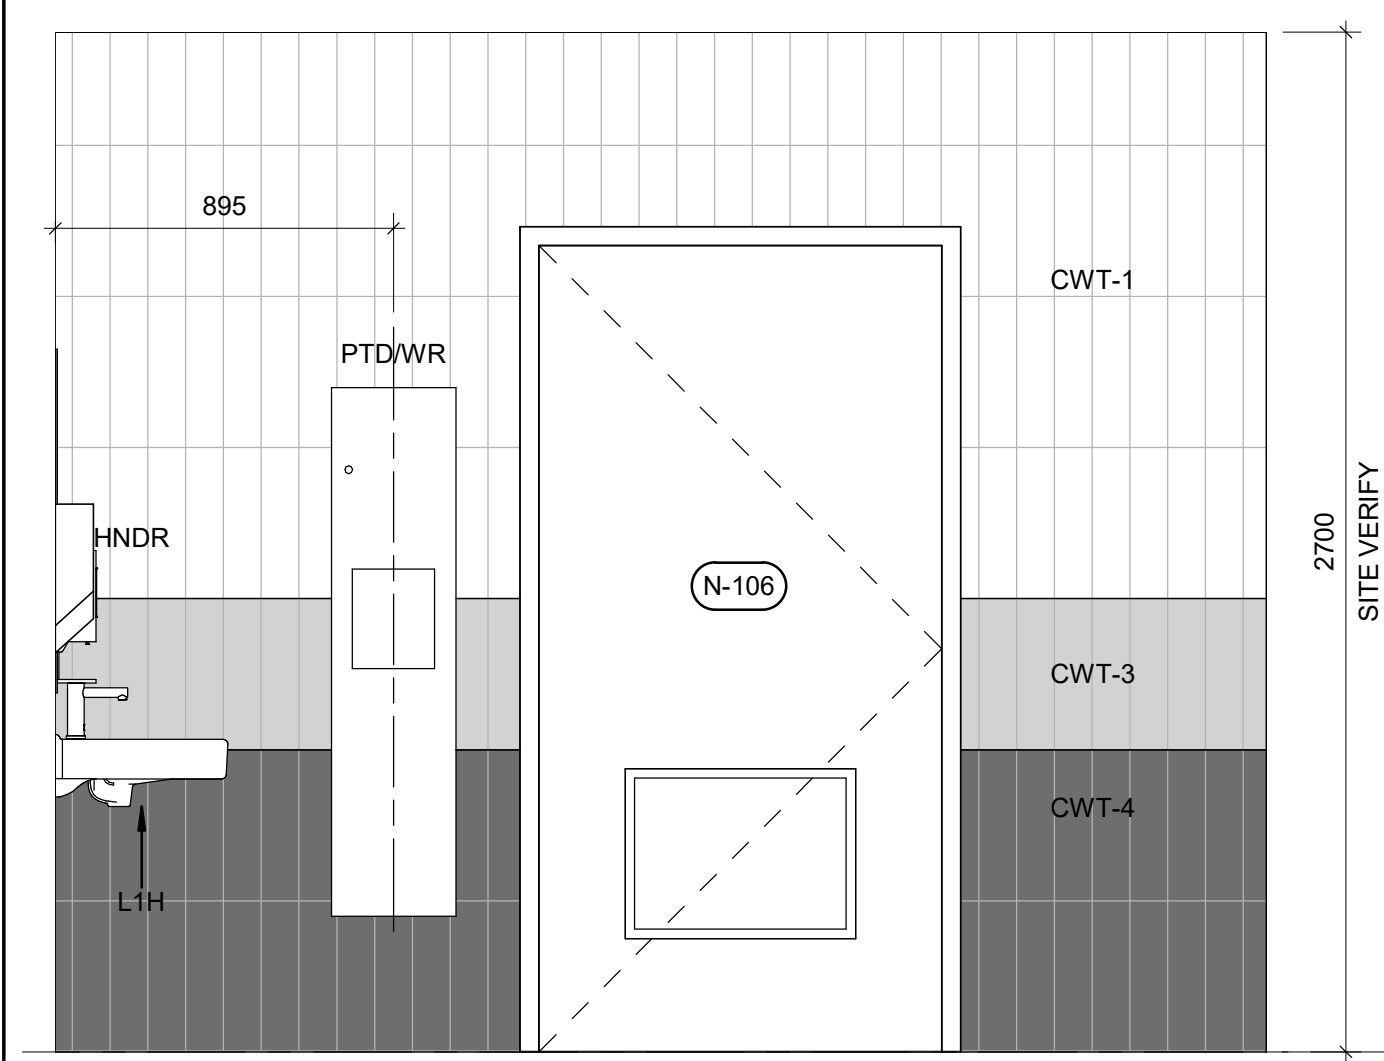 895
CWT-1
PTD/WR
HNDR
N-106
2700
SITE VERIFY
CWT-3
CWT-4
L1H